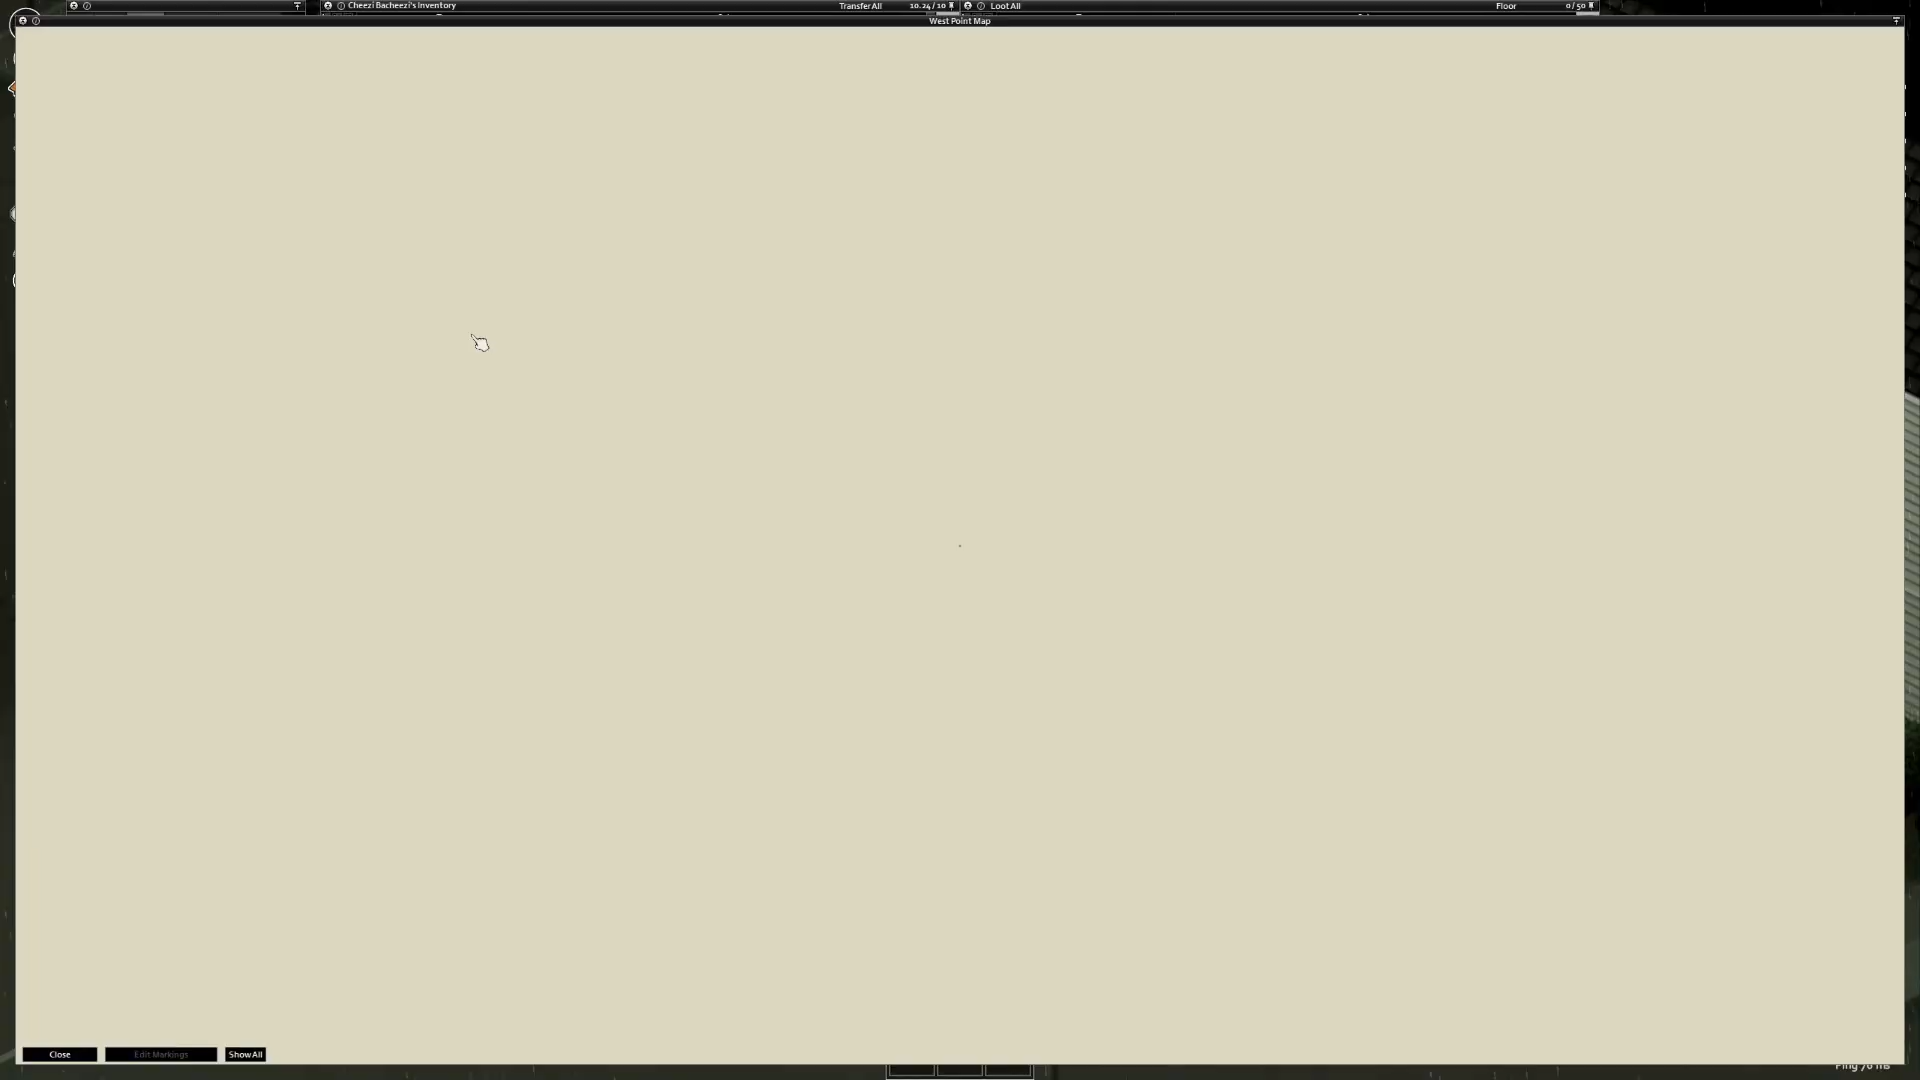 Cheezi Bacheezi's Inventory Transfer All 10.24 / 10 Loot All Floor 0 / 50
West Point Map
Close Edit Markings Show All